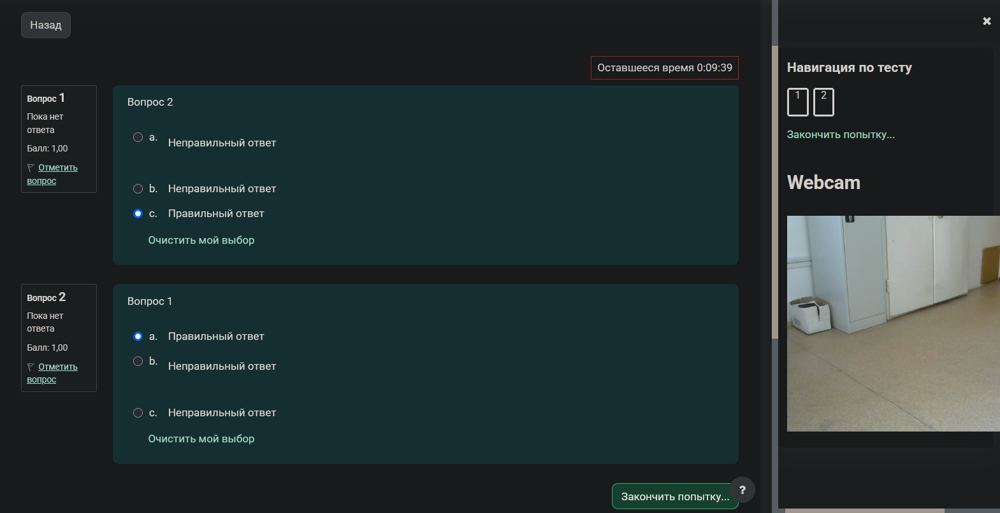 Назад
Оставшееся время 0:09:39
Вопрос 1
Пока нет
ответа
Балл: 1,00
Отметить
вопрос
Вопрос 2
a. Неправильный ответ
b. Неправильный ответ
c. Правильный ответ
Очистить мой выбор
Вопрос 2
Пока нет
ответа
Балл: 1,00
Отметить
вопрос
Вопрос 1
a. Правильный ответ
b. Неправильный ответ
c. Неправильный ответ
Очистить мой выбор
Закончить попытку...
?
Навигация по тесту
1 2
Закончить попытку...
Webcam